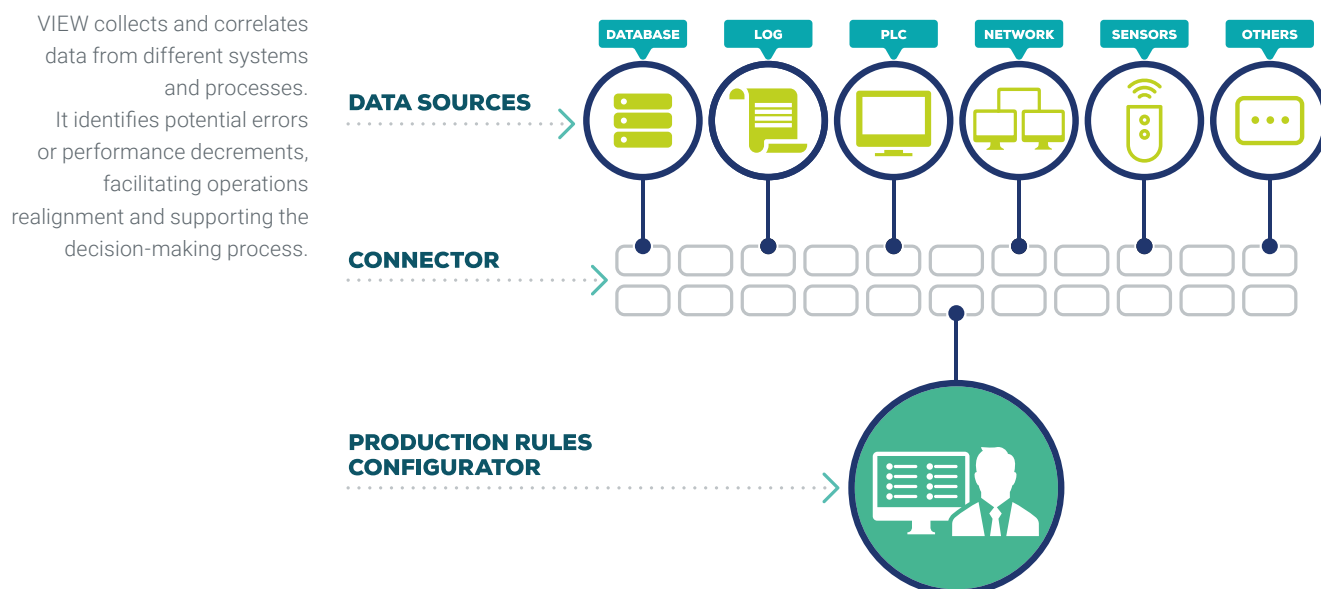 VIEW collects and correlates
data from different systems
and processes.
It identifies potential errors
or performance decrements,
facilitating operations
realignment and supporting the
decision-making process.
DATA SOURCES
DATABASE
LOG
PLC
NETWORK
SENSORS
OTHERS
CONNECTOR
PRODUCTION RULES
CONFIGURATOR